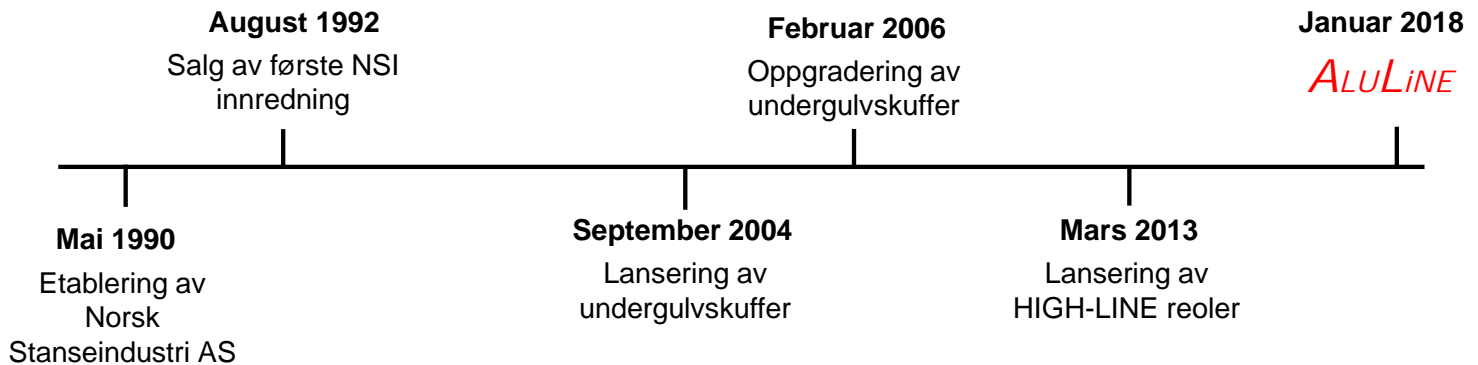 August 1992
Salg av første NSI
innredning
Februar 2006
Oppgradering av
undergulvskuffer
Januar 2018
ALULiNE
Mai 1990
Etablering av
Norsk
Stanseindustri AS
September 2004
Lansering av
undergulvskuffer
Mars 2013
Lansering av
HIGH-LINE reoler